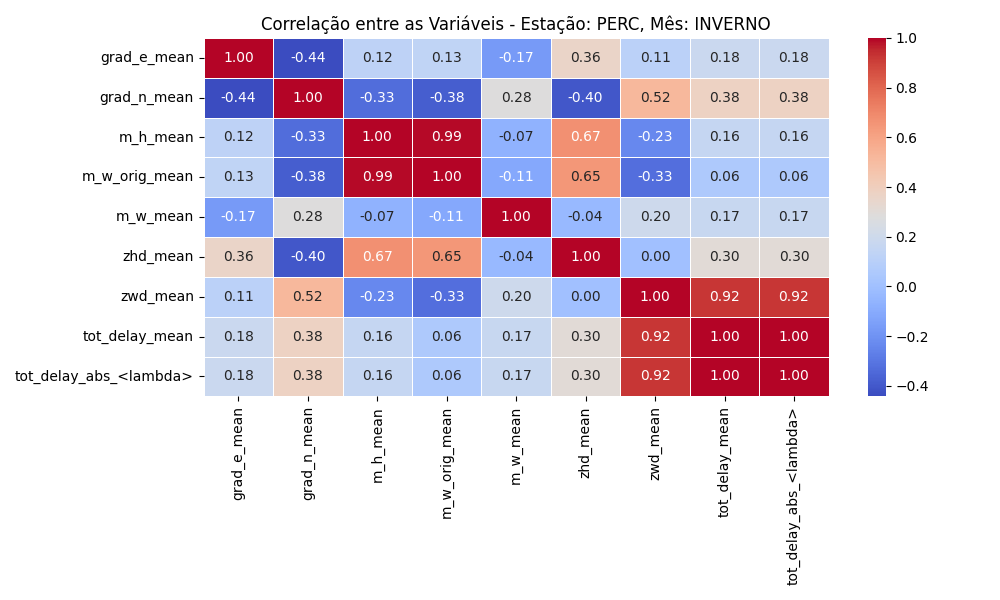 Correlação entre as Variáveis - Estação: PERC, Mês: INVERNO
grad_e_mean 1.00 -0.44 0.12 0.13 -0.17 0.36 0.11 0.18 0.18
grad_n_mean -0.44 1.00 -0.33 -0.38 0.28 -0.40 0.52 0.38 0.38
m_h_mean 0.12 -0.33 1.00 0.99 -0.07 0.67 -0.23 0.16 0.16
m_w_orig_mean 0.13 -0.38 0.99 1.00 -0.11 0.65 -0.33 0.06 0.06
m_w_mean -0.17 0.28 -0.07 -0.11 1.00 -0.04 0.20 0.17 0.17
zhd_mean 0.36 -0.40 0.67 0.65 -0.04 1.00 0.00 0.30 0.30
zwd_mean 0.11 0.52 -0.23 -0.33 0.20 0.00 1.00 0.92 0.92
tot_delay_mean 0.18 0.38 0.16 0.06 0.17 0.30 0.92 1.00 1.00
tot_delay_abs_<lambda> 0.18 0.38 0.16 0.06 0.17 0.30 0.92 1.00 1.00
grad_e_mean
grad_n_mean
m_h_mean
m_w_orig_mean
m_w_mean
zhd_mean
zwd_mean
tot_delay_mean
tot_delay_abs_<lambda>
1.0
0.8
0.6
0.4
0.2
0.0
−0.2
−0.4